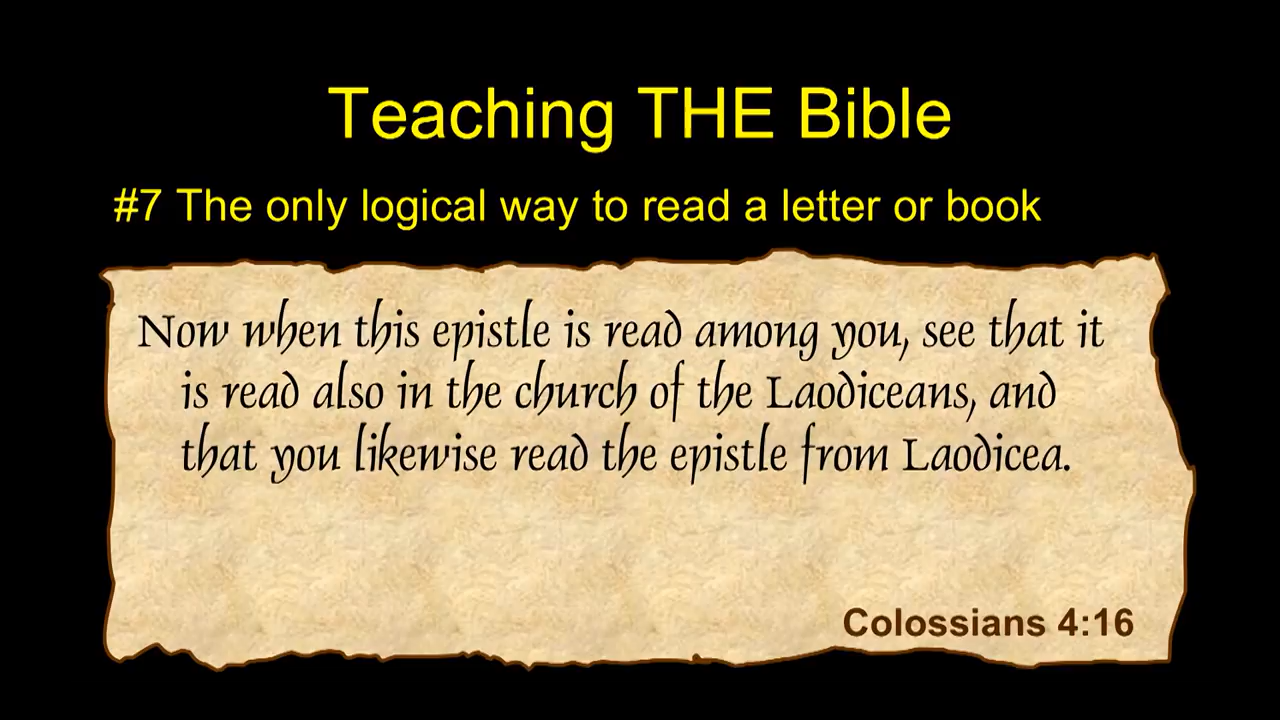 Teaching THE Bible
#7 The only logical way to read a letter or book
Now when this epistle is read among you, see that it
is read also in the church of the Laodiceans, and
that you likewise read the epistle from Laodicea.
Colossians 4:16